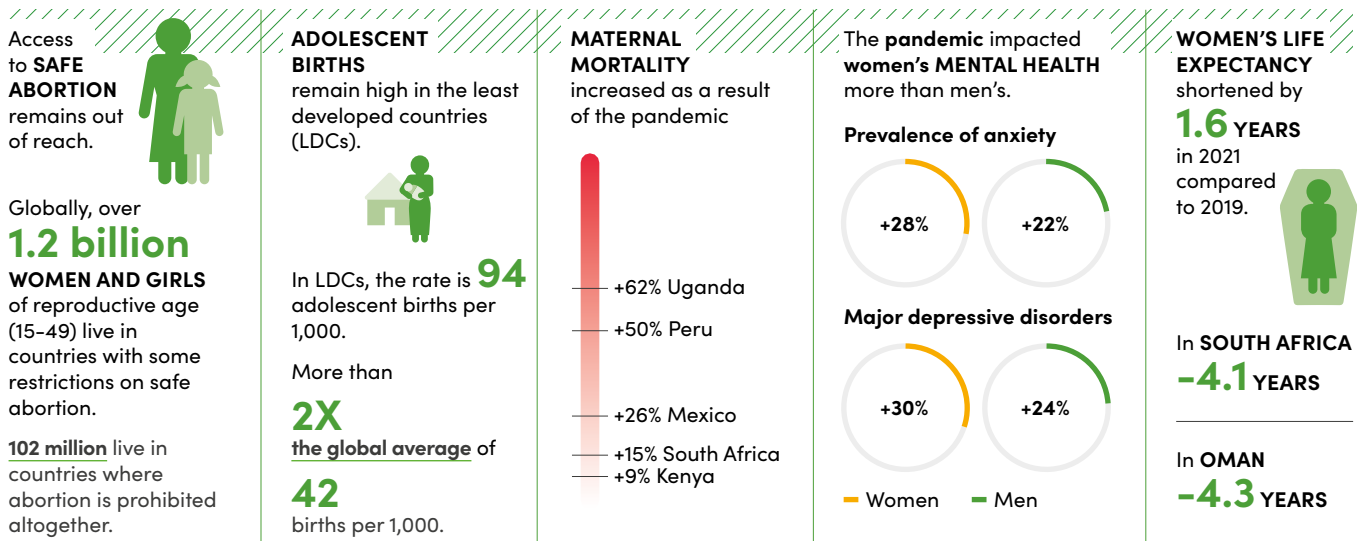 Access
to SAFE
ABORTION
remains out
of reach.
Globally, over
1.2 billion
WOMEN AND GIRLS
of reproductive age
(15–49) live in
countries with some
restrictions on safe
abortion.
102 million live in
countries where
abortion is prohibited
altogether.
ADOLESCENT
BIRTHS
remain high in the least
developed countries
(LDCs).
In LDCs, the rate is 94
adolescent births per
1,000.
More than
2X
the global average of
42
births per 1,000.
MATERNAL
MORTALITY
increased as a result
of the pandemic
+62% Uganda
+50% Peru
+26% Mexico
+15% South Africa
+9% Kenya
The pandemic impacted
women’s MENTAL HEALTH
more than men’s.
Prevalence of anxiety
+28%
+22%
Major depressive disorders
+30%
+24%
Women
Men
WOMEN’S LIFE
EXPECTANCY
shortened by
1.6 YEARS
in 2021
compared
to 2019.
In SOUTH AFRICA
-4.1 YEARS
In OMAN
-4.3 YEARS